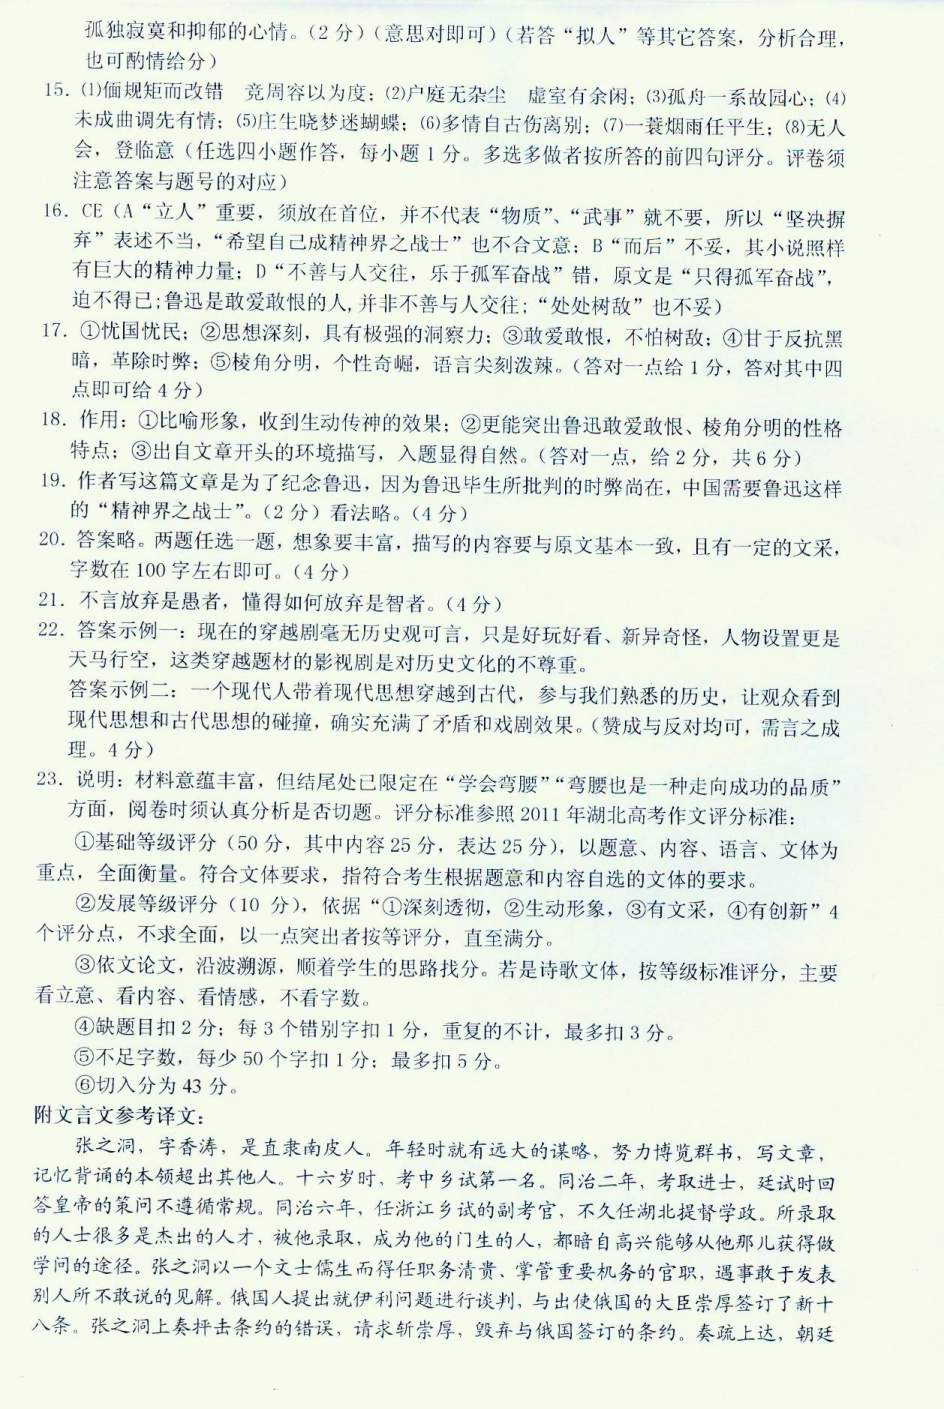 孤独寂寞和抑郁的心情。（2 分）（意思对即可）（若答“拟人”等其它答案，分析合理，
也可酌情给分）
15．⑴偭规矩而改错　竞周容以为度；⑵户庭无杂尘　虚室有余闲；⑶孤舟一系故园心；⑷
未成曲调先有情；⑸庄生晓梦迷蝴蝶；⑹多情自古伤离别；⑺一蓑烟雨任平生；⑻无人
会，登临意（任选四小题作答，每小题 1 分。多选多做者按所答的前四句评分。评卷须
注意答案与题号的对应）
16．CE（A“立人”重要，须放在首位，并不代表“物质”、“武事”就不要，所以“坚决摒
弃”表述不当，“希望自己成精神界之战士”也不合文意；B“而后”不妥，其小说照样
有巨大的精神力量；D“不善与人交往，乐于孤军奋战”错，原文是“只得孤军奋战”，
迫不得已;鲁迅是敢爱敢恨的人,并非不善与人交往;“处处树敌”也不妥）
17．①忧国忧民；②思想深刻，具有极强的洞察力；③敢爱敢恨，不怕树敌；④甘于反抗黑
暗，革除时弊；⑤棱角分明，个性奇崛，语言尖刻泼辣。（答对一点给 1 分，答对其中四
点即可给 4 分）
18．作用：①比喻形象，收到生动传神的效果；②更能突出鲁迅敢爱敢恨、棱角分明的性格
特点；③出自文章开头的环境描写，入题显得自然。（答对一点，给 2 分，共 6 分）
19．作者写这篇文章是为了纪念鲁迅，因为鲁迅毕生所批判的时弊尚在，中国需要鲁迅这样
的“精神界之战士”。（2 分）看法略。（4 分）
20．答案略。两题任选一题，想象要丰富，描写的内容要与原文基本一致，且有一定的文采，
字数在 100 字左右即可。（4 分）
21．不言放弃是愚者，懂得如何放弃是智者。（4 分）
22．答案示例一：现在的穿越剧毫无历史观可言，只是好玩好看、新异奇怪，人物设置更是
天马行空，这类穿越题材的影视剧是对历史文化的不尊重。
答案示例二：一个现代人带着现代思想穿越到古代，参与我们熟悉的历史，让观众看到
现代思想和古代思想的碰撞，确实充满了矛盾和戏剧效果。（赞成与反对均可，需言之成
理。4 分）
23．说明：材料意蕴丰富，但结尾处已限定在“学会弯腰”“弯腰也是一种走向成功的品质”
方面，阅卷时须认真分析是否切题。评分标准参照 2011 年湖北高考作文评分标准：
①基础等级评分（50 分，其中内容 25 分，表达 25 分），以题意、内容、语言、文体为
重点，全面衡量。符合文体要求，指符合考生根据题意和内容自选的文体的要求。
②发展等级评分（10 分），依据“①深刻透彻，②生动形象，③有文采，④有创新”4
个评分点，不求全面，以一点突出者按等评分，直至满分。
③依文论文，沿波溯源，顺着学生的思路找分。若是诗歌文体，按等级标准评分，主要
看立意、看内容、看情感，不看字数。
④缺题目扣 2 分；每 3 个错别字扣 1 分，重复的不计，最多扣 3 分。
⑤不足字数，每少 50 个字扣 1 分；最多扣 5 分。
⑥切入分为 43 分。
附文言文参考译文：
张之洞，字香涛，是直隶南皮人。年轻时就有远大的谋略，努力博览群书，写文章，
记忆背诵的本领超出其他人。十六岁时，考中乡试第一名。同治二年，考取进士，廷试时回
答皇帝的策问不遵循常规。同治六年，任浙江乡试的副考官，不久任湖北提督学政。所录取
的人士很多是杰出的人才，被他录取，成为他的门生的人，都暗自高兴能够从他那儿获得做
学问的途径。张之洞以一个文士儒生而得任职务清贵、掌管重要机务的官职，遇事敢于发表
别人所不敢说的见解。俄国人提出就伊利问题进行谈判，与出使俄国的大臣崇厚签订了新十
八条。张之洞上奏抨击条约的错误，请求斩崇厚，毁弃与俄国签订的条约。奏疏上达，朝廷